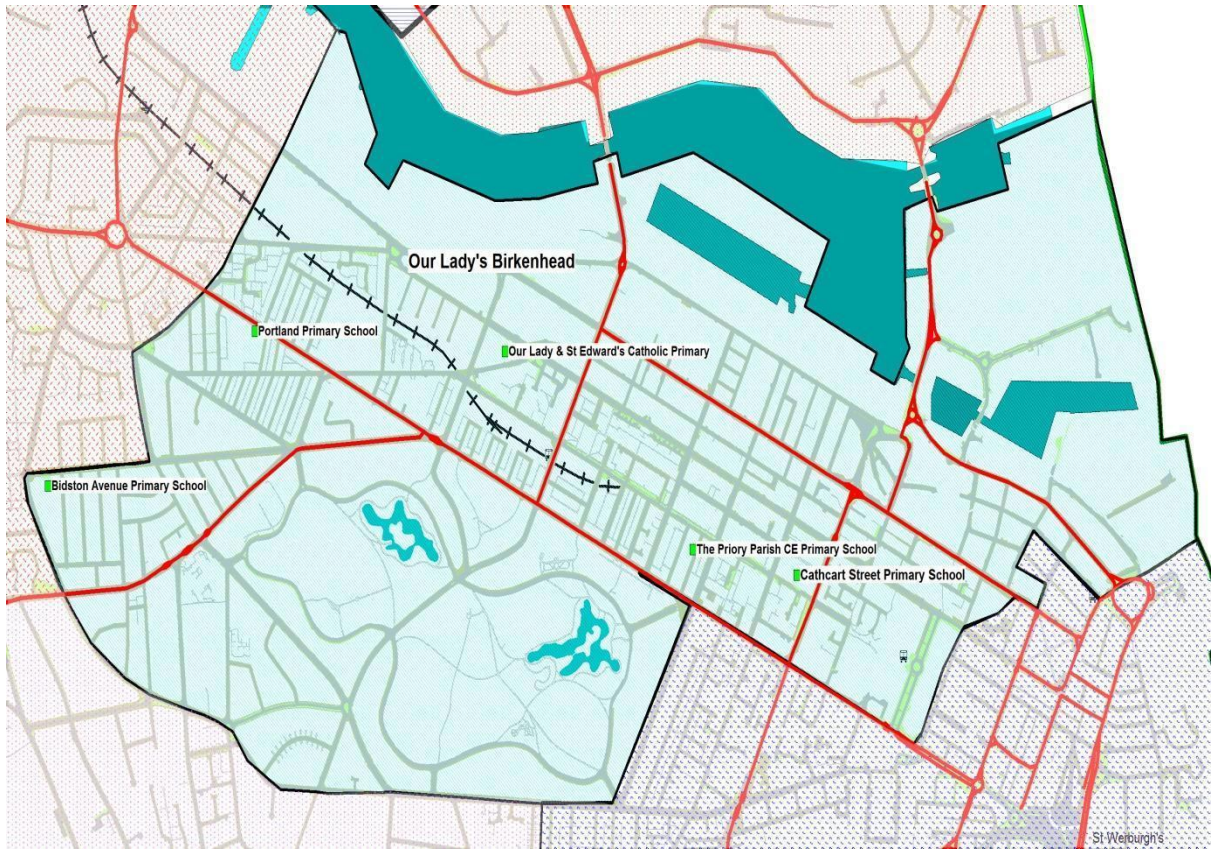 Our Lady's Birkenhead
Portland Primary School
Our Lady & St Edward's Catholic Primary
Bidston Avenue Primary School
The Priory Parish CE Primary School
Cathcart Street Primary School
St Werburgh's